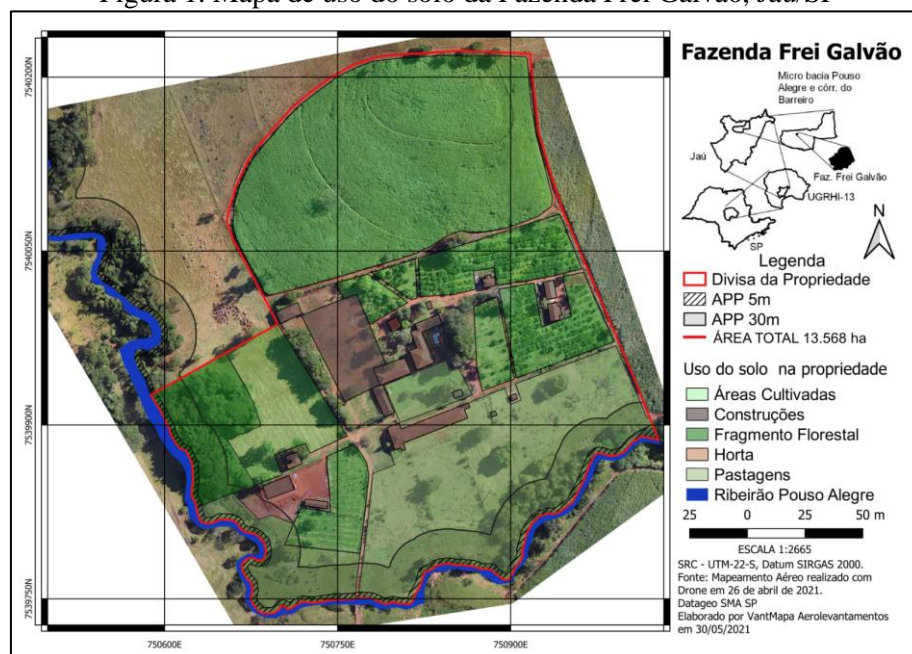 Figura 1: Mapa de uso do solo da Fazenda Frei Galvão, Jaú/SP
Fazenda Frei Galvão
Micro bacia Pouso
Alegre e córr. do
Barreiro
Jaú
Faz. Frei Galvão
UGRHI-13
SP
N
Legenda
Divisa da Propriedade
APP 5m
APP 30m
ÁREA TOTAL 13.568 ha
Uso do solo na propriedade
Áreas Cultivadas
Construções
Fragmento Florestal
Horta
Pastagens
Ribeirão Pouso Alegre
25 0 25 50 m
ESCALA 1:2665
SRC - UTM-22-S, Datum SIRGAS 2000.
Fonte: Mapeamento Aéreo realizado com
Drone em 26 de abril de 2021.
Datageo SMA SP
Elaborado por VantMapa Aerolevantamentos
em 30/05/2021
7540200N
7540050N
7539900N
7539750N
750600E 750750E 750900E